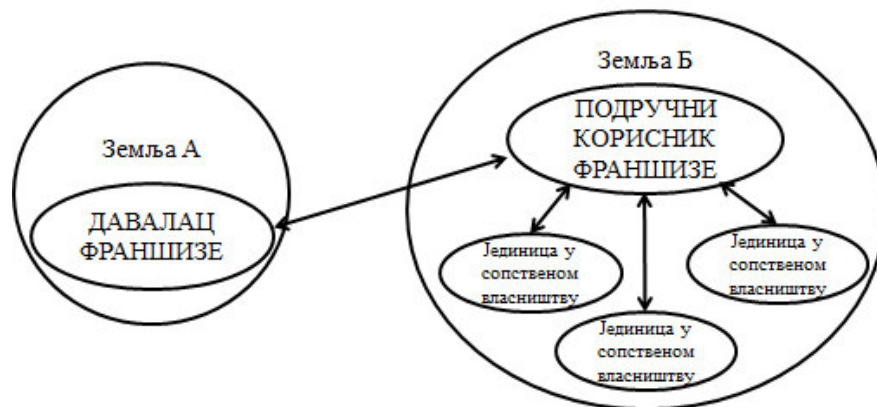 Земља А
ДАВАЛАЦ
ФРАНШИЗЕ
Земља Б
ПОДРУЧНИ
КОРИСНИК
ФРАНШИЗЕ
Јединица у
сопственом
власништву
Јединица у
сопственом
власништву
Јединица у
сопственом
власништву